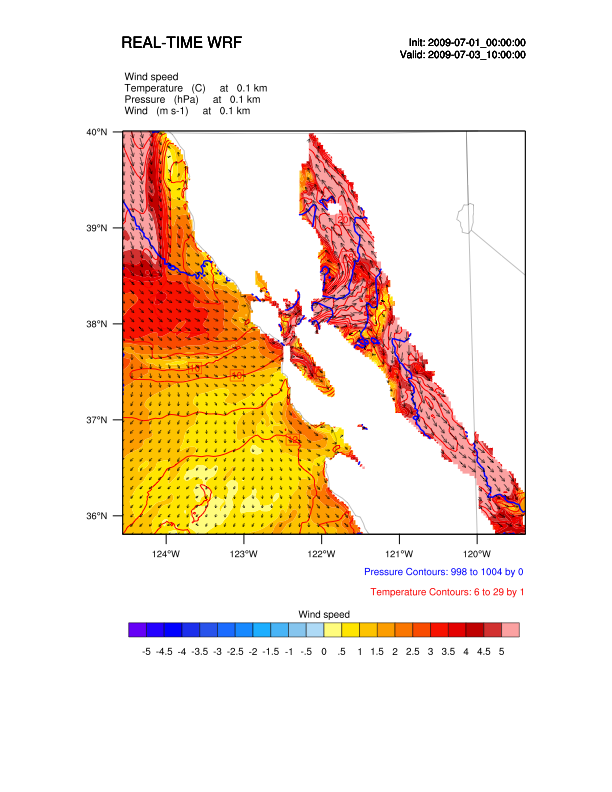 REAL-TIME WRF
Init: 2009-07-01_00:00:00
Valid: 2009-07-03_10:00:00
Wind speed
Temperature (C) at 0.1 km
Pressure (hPa) at 0.1 km
Wind (m s-1) at 0.1 km
40°N
39°N
38°N
37°N
36°N
20
10
10
12
124°W 123°W 122°W 121°W 120°W
Pressure Contours: 998 to 1004 by 0
Temperature Contours: 6 to 29 by 1
Wind speed
-5 -4.5 -4 -3.5 -3 -2.5 -2 -1.5 -1 -.5 0 .5 1 1.5 2 2.5 3 3.5 4 4.5 5